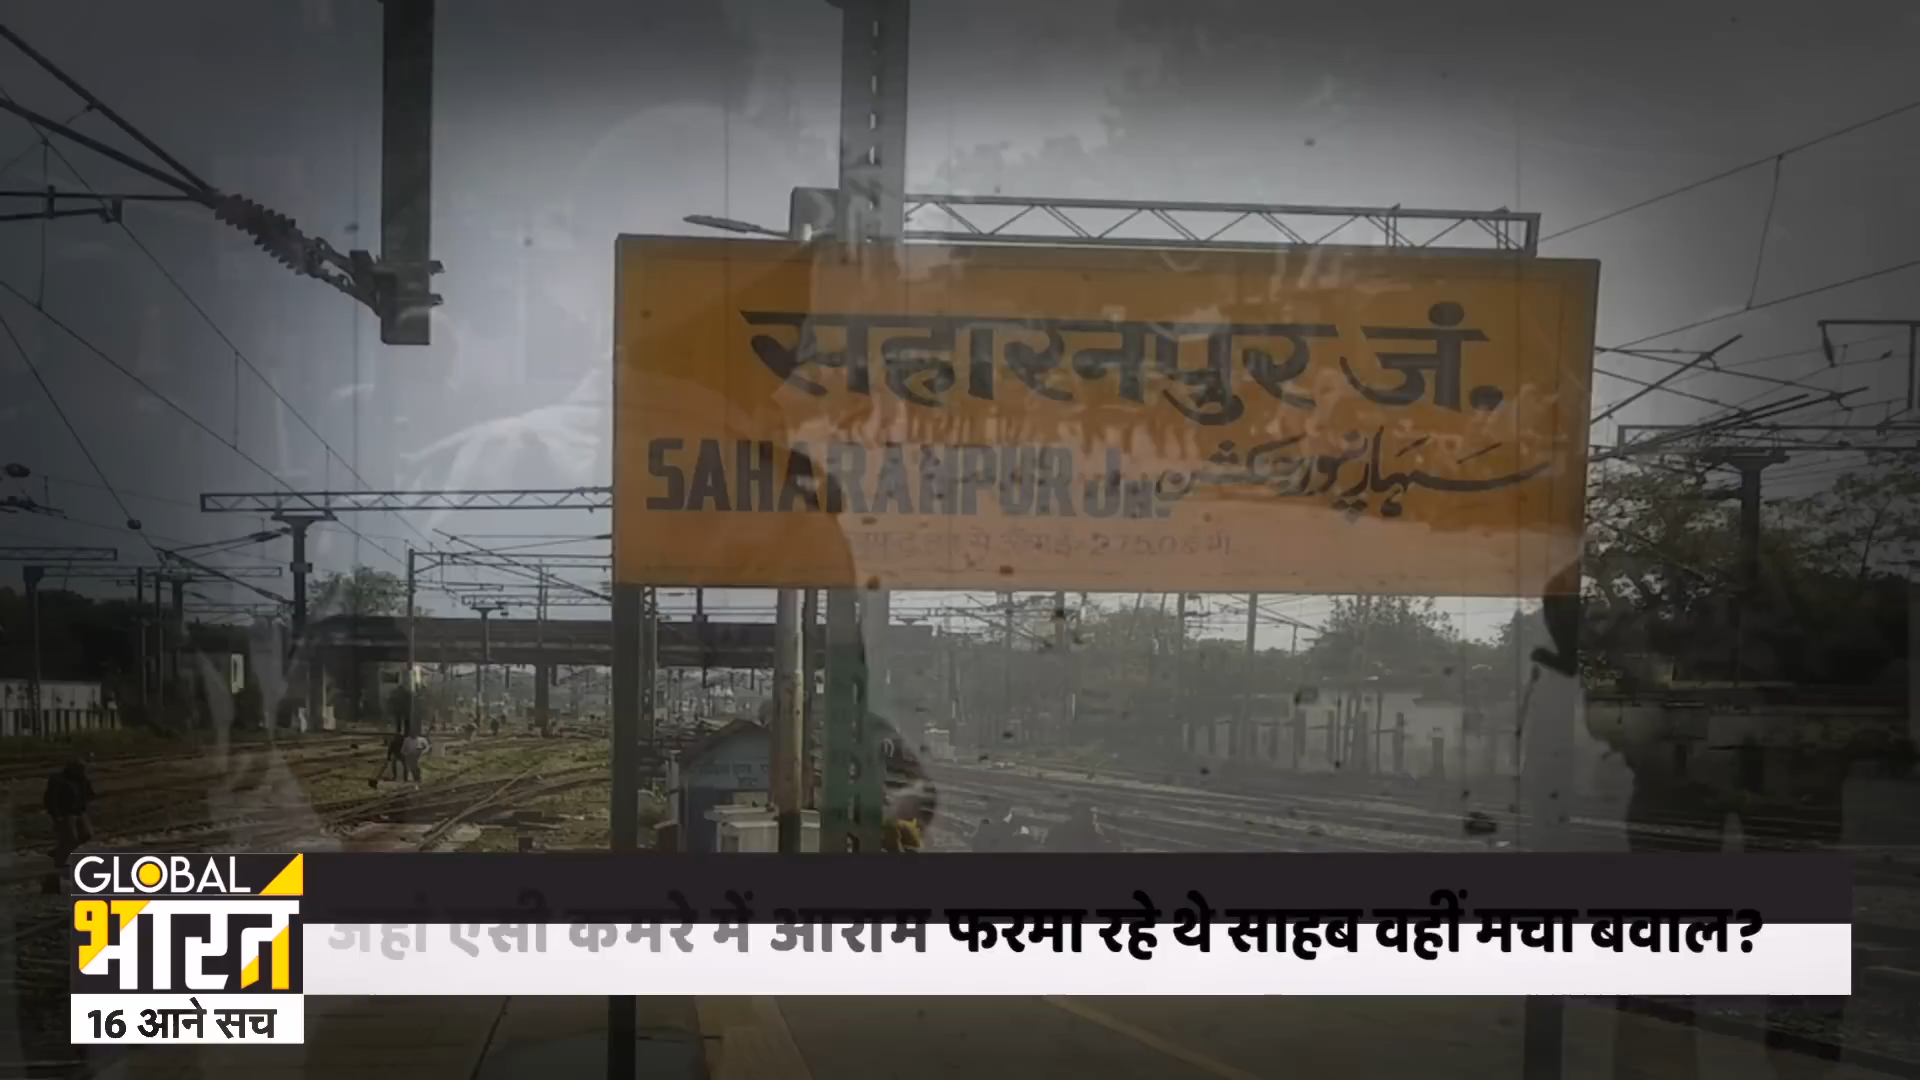 सहारनपुर जं.
SAHARANPUR Jn. سہارنپور جنکشن
GLOBAL
भारत
16 आने सच
जहां एसी कमरे में आराम फरमा रहे थे साहब वहीं मचा बवाल?